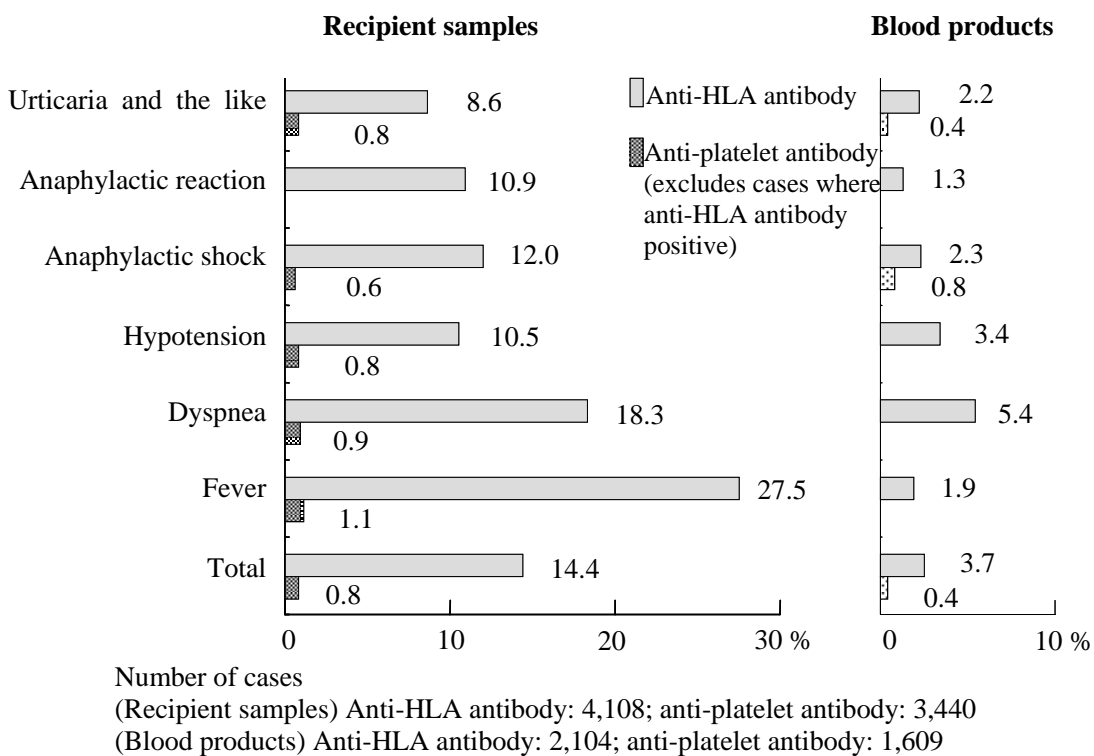 Recipient samples
Blood products
Anti-HLA antibody
Anti-platelet antibody
(excludes cases where
anti-HLA antibody
positive)
Urticaria and the like 8.6 2.2
0.8 0.4
Anaphylactic reaction 10.9 1.3
Anaphylactic shock 12.0 2.3
0.6 0.8
Hypotension 10.5 3.4
0.8
Dyspnea 18.3 5.4
0.9
Fever 27.5 1.9
1.1
Total 14.4 3.7
0.8 0.4
0 10 20 30 % 0 10 %
Number of cases
(Recipient samples) Anti-HLA antibody: 4,108; anti-platelet antibody: 3,440
(Blood products) Anti-HLA antibody: 2,104; anti-platelet antibody: 1,609